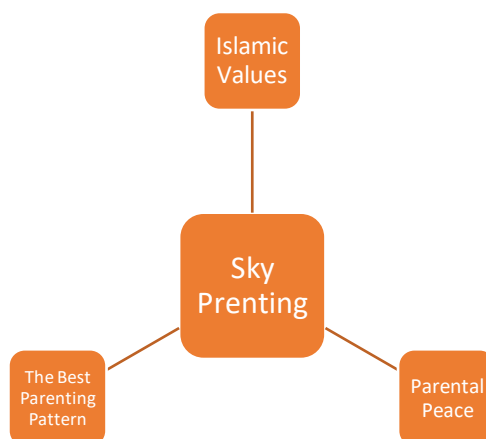 Islamic
Values
Sky
Prenting
The Best
Parenting
Pattern
Parental
Peace